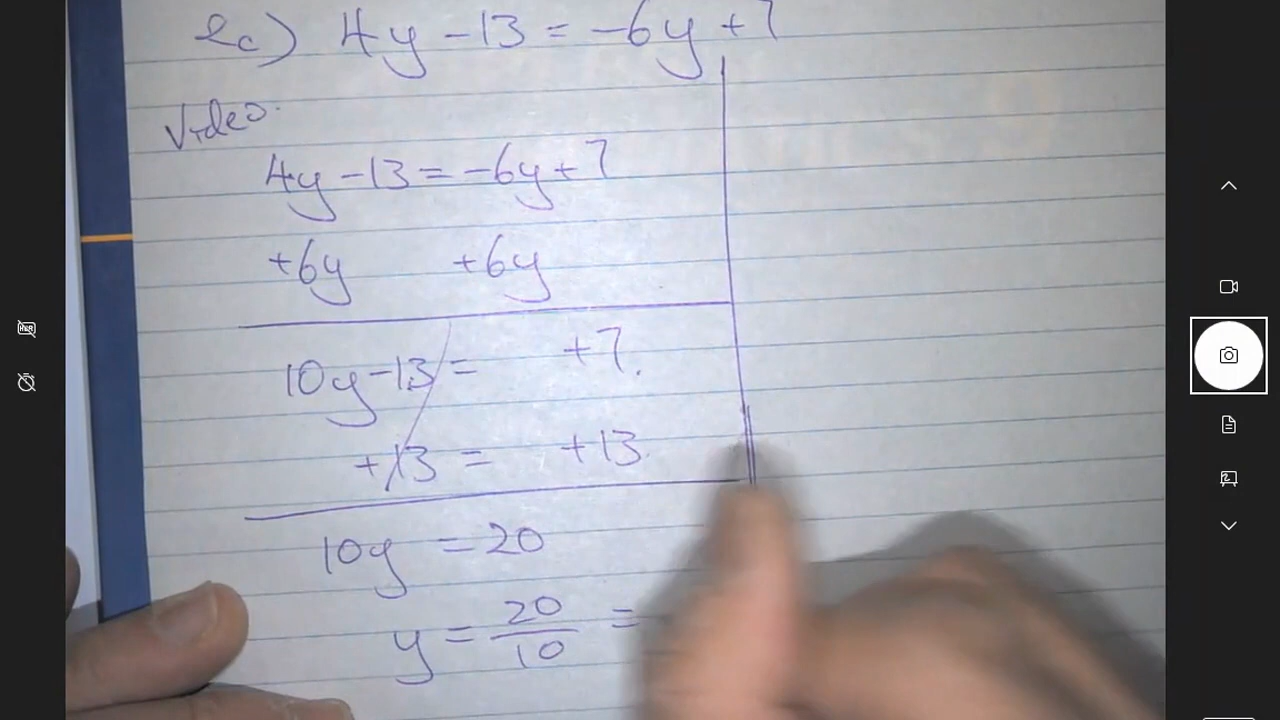 2c) 4y - 13 = -6y + 7
Video.
4y - 13 = -6y + 7
+6y +6y
10y - 13 = +7.
+13 = +13.
10y = 20
y = 20/10 =